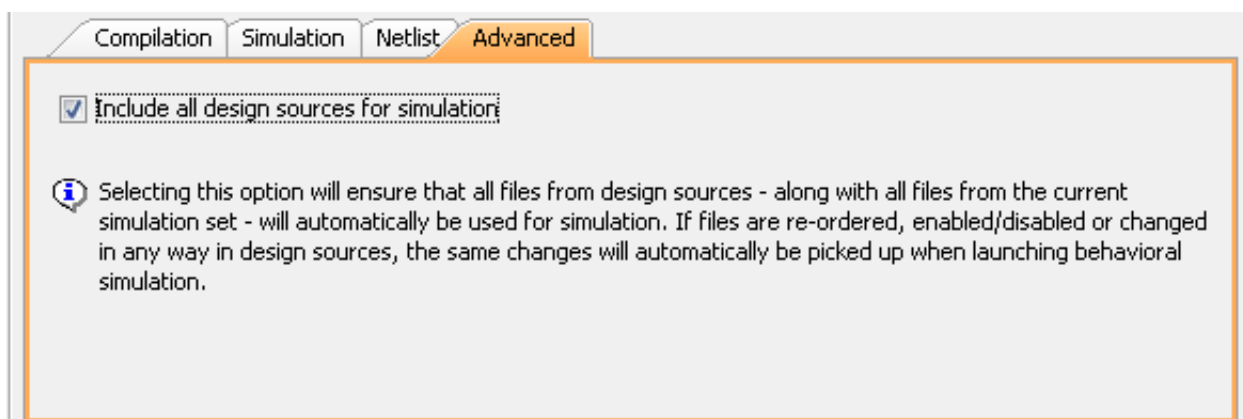 Compilation Simulation Netlist Advanced
Include all design sources for simulation
Selecting this option will ensure that all files from design sources - along with all files from the current
simulation set - will automatically be used for simulation. If files are re-ordered, enabled/disabled or changed
in any way in design sources, the same changes will automatically be picked up when launching behavioral
simulation.